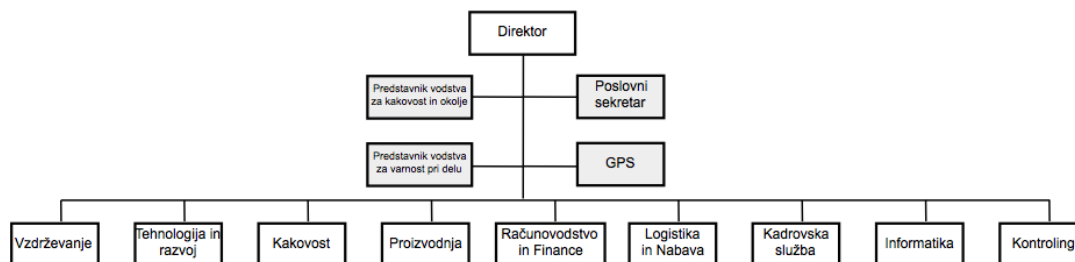 Direktor
Predstavnik vodstva
za kakovost in okolje
Poslovni
sekretar
Predstavnik vodstva
za varnost pri delu
GPS
Vzdrževanje
Tehnologija in
razvoj
Kakovost
Proizvodnja
Računovodstvo
in Finance
Logistika
in Nabava
Kadrovska
služba
Informatika
Kontroling